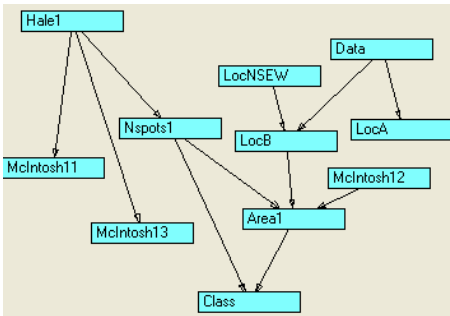 Hale1
Data
LocNSEW
Nspots1
LocB
LocA
McIntosh11
McIntosh12
Area1
McIntosh13
Class